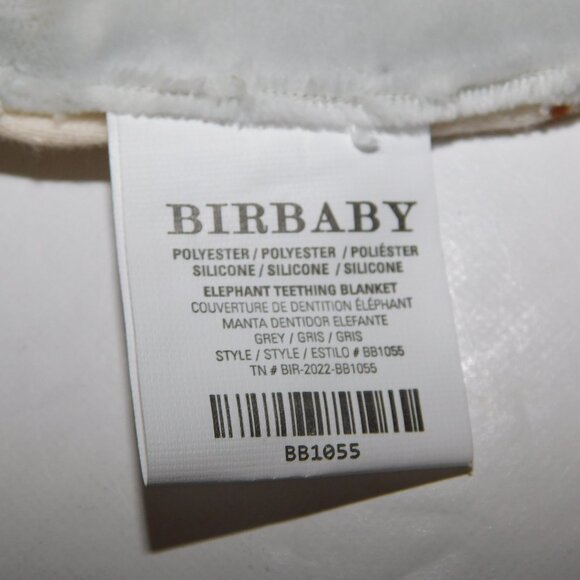 BIRBABY
POLYESTER / POLYESTER / POLIÉSTER
SILICONE / SILICONE / SILICONE
ELEPHANT TEETHING BLANKET
COUVERTURE DE DENTITION ÉLÉPHANT
MANTA DENTIDOR ELEFANTE
GREY / GRIS / GRIS
STYLE / STYLE / ESTILO # BB1055
TN # BIR-2022-BB1055
BB1055